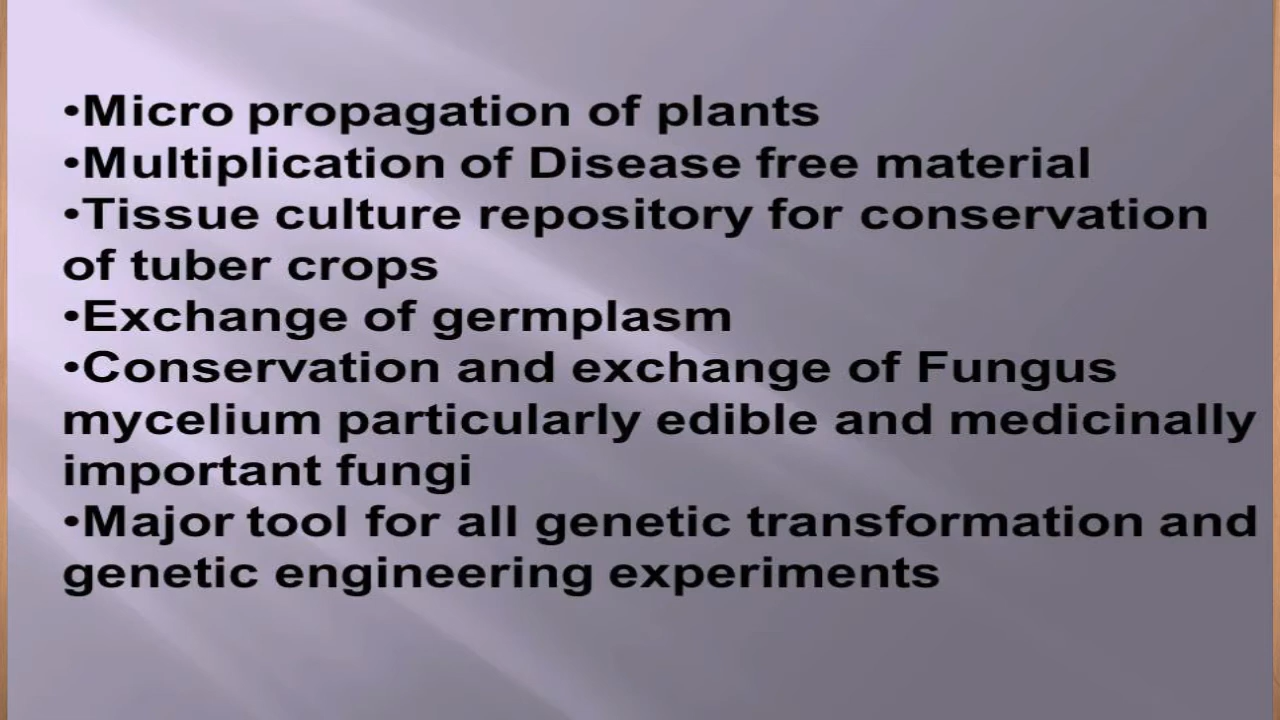 •Micro propagation of plants
•Multiplication of Disease free material
•Tissue culture repository for conservation
of tuber crops
•Exchange of germplasm
•Conservation and exchange of Fungus
mycelium particularly edible and medicinally
important fungi
•Major tool for all genetic transformation and
genetic engineering experiments